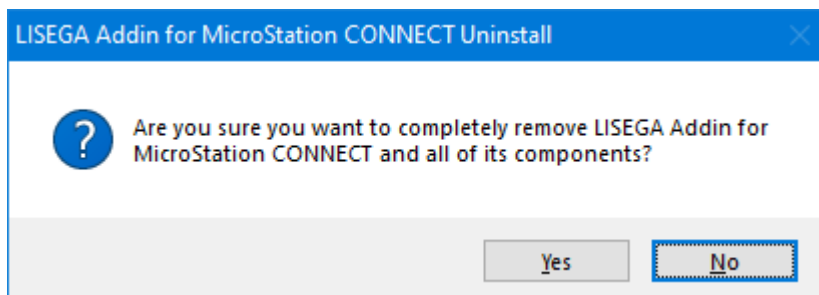 LISEGA Addin for MicroStation CONNECT Uninstall
Are you sure you want to completely remove LISEGA Addin for
MicroStation CONNECT and all of its components?
Yes
No